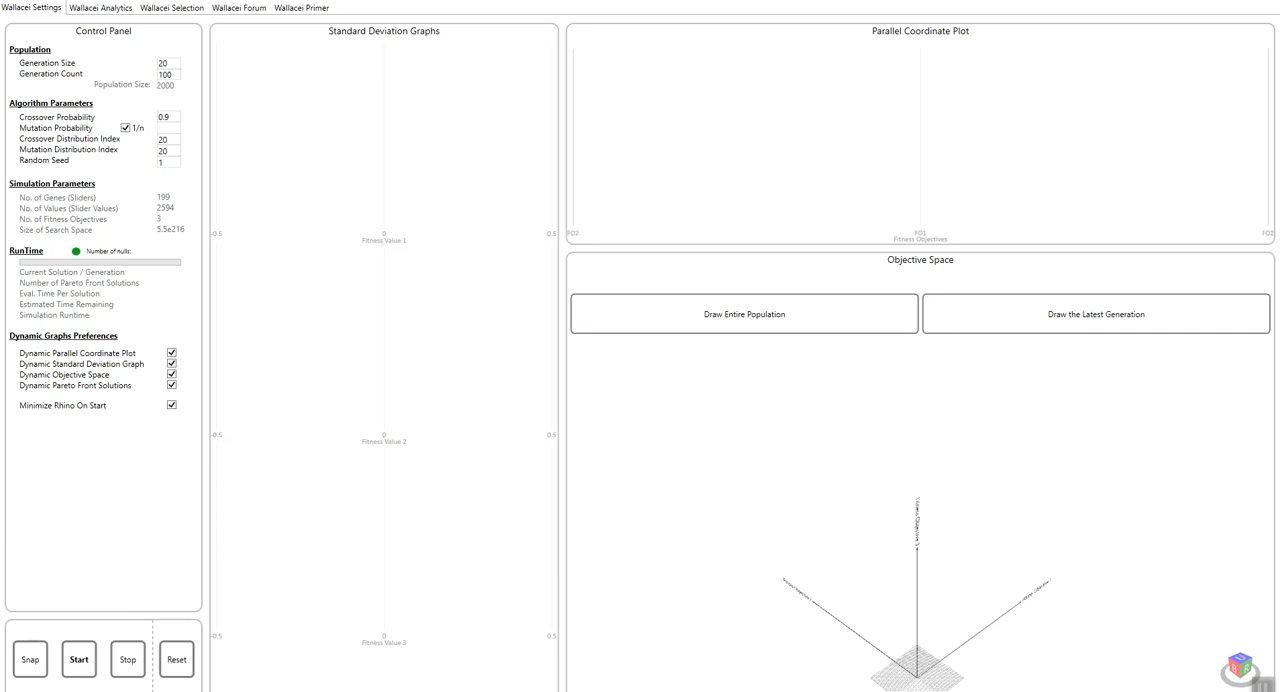 Wallacei Settings Wallacei Analytics Wallacei Selection Wallacei Forum Wallacei Primer
Control Panel
Population
Generation Size 20
Generation Count 100
Population Size: 2000
Algorithm Parameters
Crossover Probability 0.9
Mutation Probability 1/n
Crossover Distribution Index 20
Mutation Distribution Index 20
Random Seed 1
Simulation Parameters
No. of Genes (Sliders) 199
No. of Values (Slider Values) 2594
No. of Fitness Objectives 3
Size of Search Space 5.5e216
RunTime Number of nulls:
Current Solution / Generation
Number of Pareto Front Solutions
Eval. Time Per Solution
Estimated Time Remaining
Simulation Runtime
Dynamic Graphs Preferences
Dynamic Parallel Coordinate Plot
Dynamic Standard Deviation Graph
Dynamic Objective Space
Dynamic Pareto Front Solutions
Minimize Rhino On Start
Snap Start Stop Reset
Standard Deviation Graphs
-0.5 0 0.5
Fitness Value 1
-0.5 0 0.5
Fitness Value 2
-0.5 0 0.5
Fitness Value 3
Parallel Coordinate Plot
FO2 FO1 FO2
Fitness Objectives
Objective Space
Draw Entire Population Draw the Latest Generation